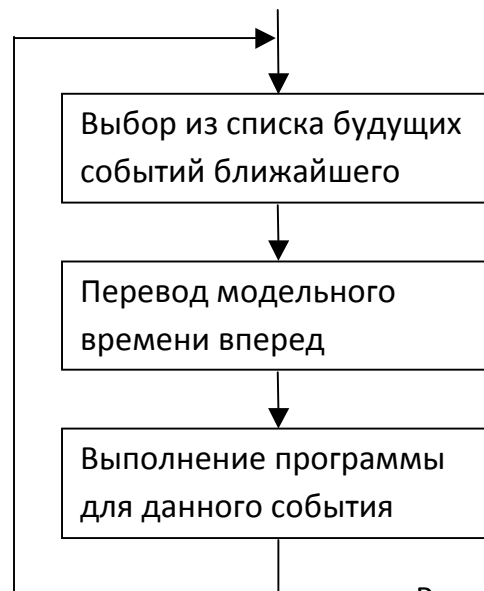 Выбор из списка будущих
событий ближайшего
Перевод модельного
времени вперед
Выполнение программы
для данного события